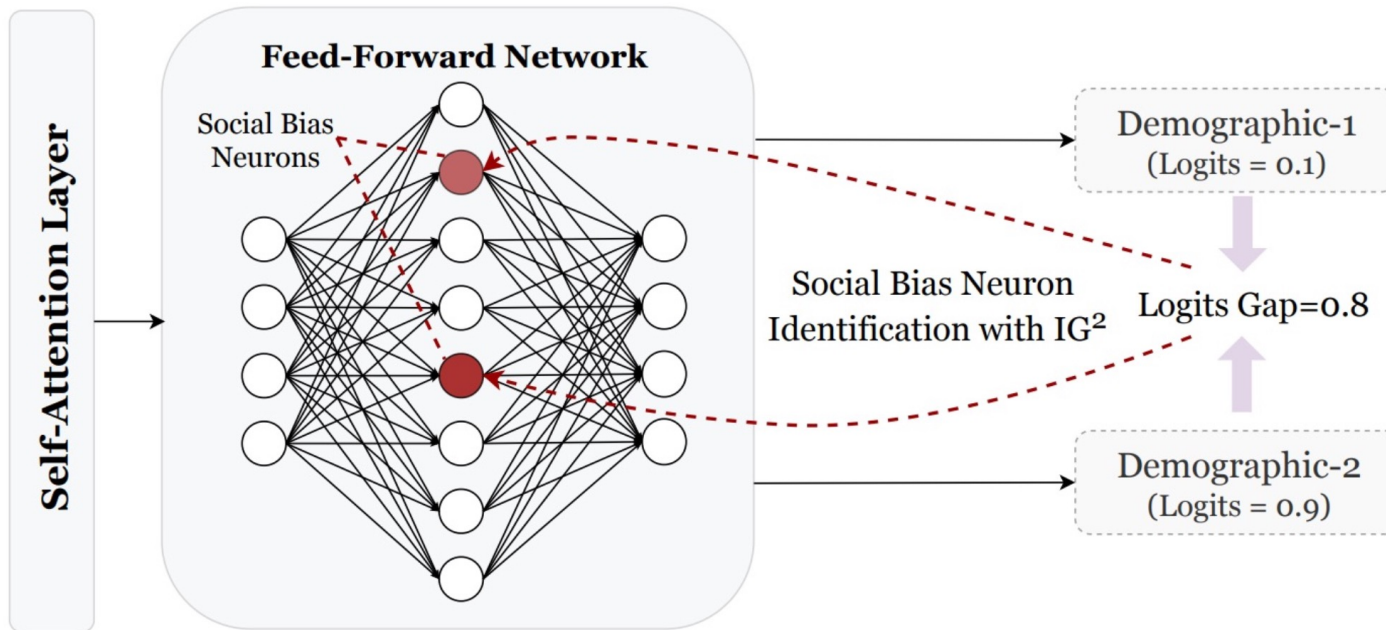 Self-Attention Layer
Feed-Forward Network
Social Bias
Neurons
Demographic-1
(Logits = 0.1)
Social Bias Neuron
Identification with IG²
Logits Gap=0.8
Demographic-2
(Logits = 0.9)